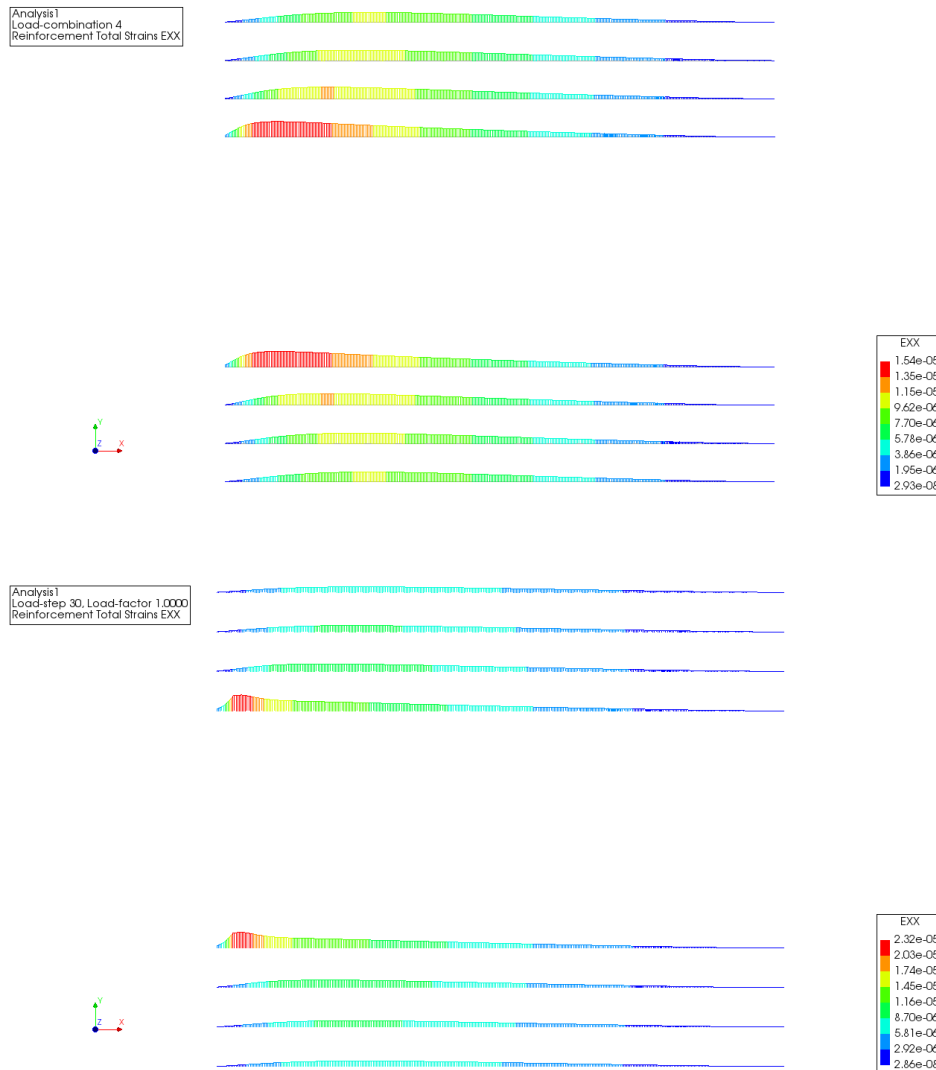 Analysis1
Load-combination 4
Reinforcement Total Strains EXX
EXX
1.54e-05
1.35e-05
1.15e-05
9.62e-06
7.70e-06
5.78e-06
3.86e-06
1.95e-06
2.93e-08
Y
Z X
Analysis1
Load-step 30, Load-factor 1.0000
Reinforcement Total Strains EXX
EXX
2.32e-05
2.03e-05
1.74e-05
1.45e-05
1.16e-05
8.70e-06
5.81e-06
2.92e-06
2.86e-08
Y
Z X